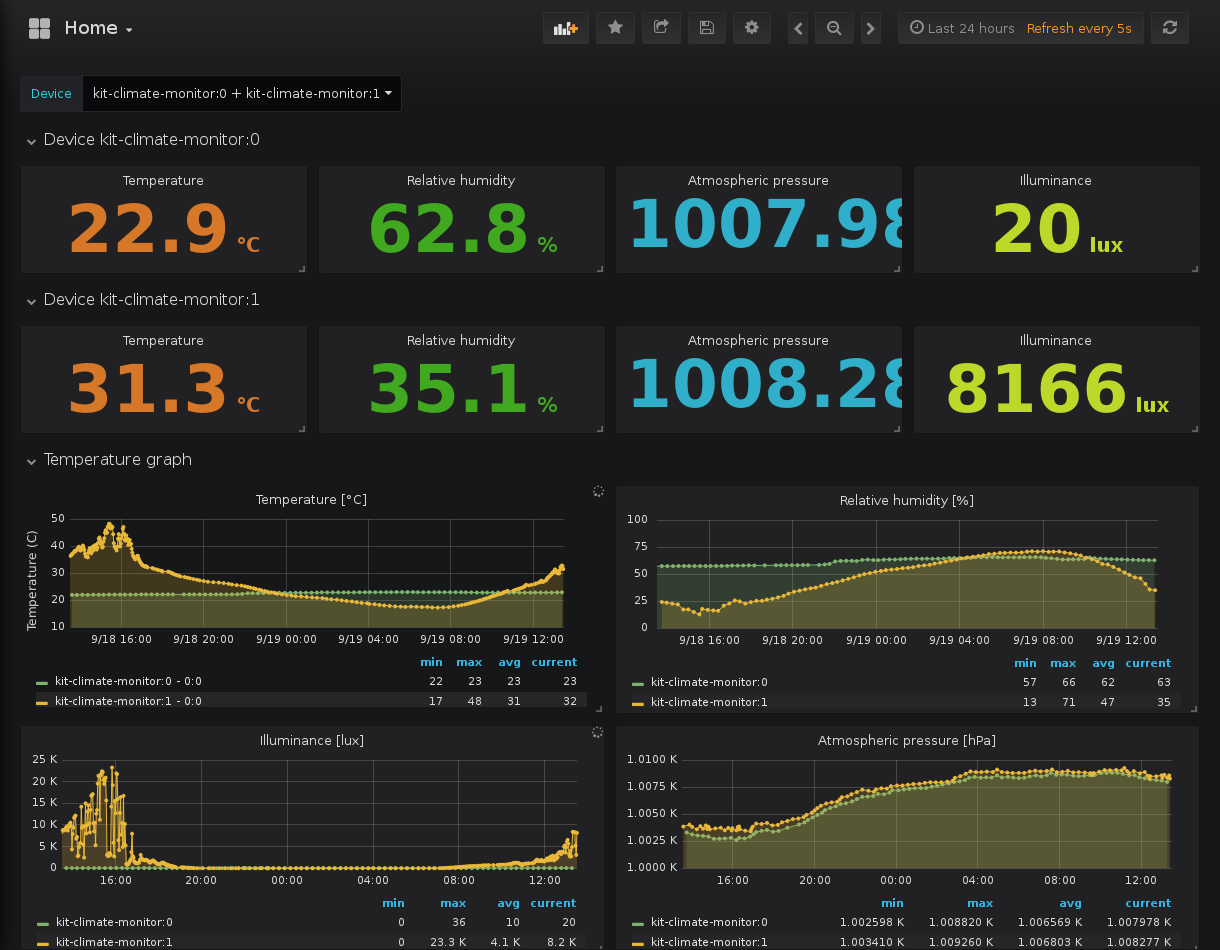 Home
Last 24 hours Refresh every 5s
Device kit-climate-monitor:0 + kit-climate-monitor:1
Device kit-climate-monitor:0
Temperature Relative humidity Atmospheric pressure Illuminance
22.9 °C 62.8 % 1007.98 20 lux
Device kit-climate-monitor:1
Temperature Relative humidity Atmospheric pressure Illuminance
31.3 °C 35.1 % 1008.28 8166 lux
Temperature graph
Temperature [°C]
Temperature (C)
50
40
30
20
10
9/18 16:00 9/18 20:00 9/19 00:00 9/19 04:00 9/19 08:00 9/19 12:00
min max avg current
kit-climate-monitor:0 - 0:0 22 23 23 23
kit-climate-monitor:1 - 0:0 17 48 31 32
Relative humidity [%]
100
75
50
25
0
9/18 16:00 9/18 20:00 9/19 00:00 9/19 04:00 9/19 08:00 9/19 12:00
min max avg current
kit-climate-monitor:0 57 66 62 63
kit-climate-monitor:1 13 71 47 35
Illuminance [lux]
25 K
20 K
15 K
10 K
5 K
0
16:00 20:00 00:00 04:00 08:00 12:00
min max avg current
kit-climate-monitor:0 0 36 10 20
kit-climate-monitor:1 0 23.3 K 4.1 K 8.2 K
Atmospheric pressure [hPa]
1.0100 K
1.0075 K
1.0050 K
1.0025 K
1.0000 K
16:00 20:00 00:00 04:00 08:00 12:00
min max avg current
kit-climate-monitor:0 1.002598 K 1.008820 K 1.006569 K 1.007978 K
kit-climate-monitor:1 1.003410 K 1.009260 K 1.006803 K 1.008277 K